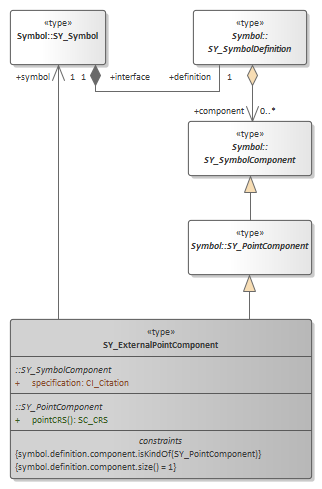 «type»
Symbol::SY_Symbol
«type»
Symbol::
SY_SymbolDefinition
+symbol
1
1
+interface
+definition
1
+component
0..*
«type»
Symbol::
SY_SymbolComponent
«type»
Symbol::SY_PointComponent
«type»
SY_ExternalPointComponent
::SY_SymbolComponent
+ specification: CI_Citation
::SY_PointComponent
+ pointCRS(): SC_CRS
constraints
{symbol.definition.component.isKindOf(SY_PointComponent)}
{symbol.definition.component.size() = 1}